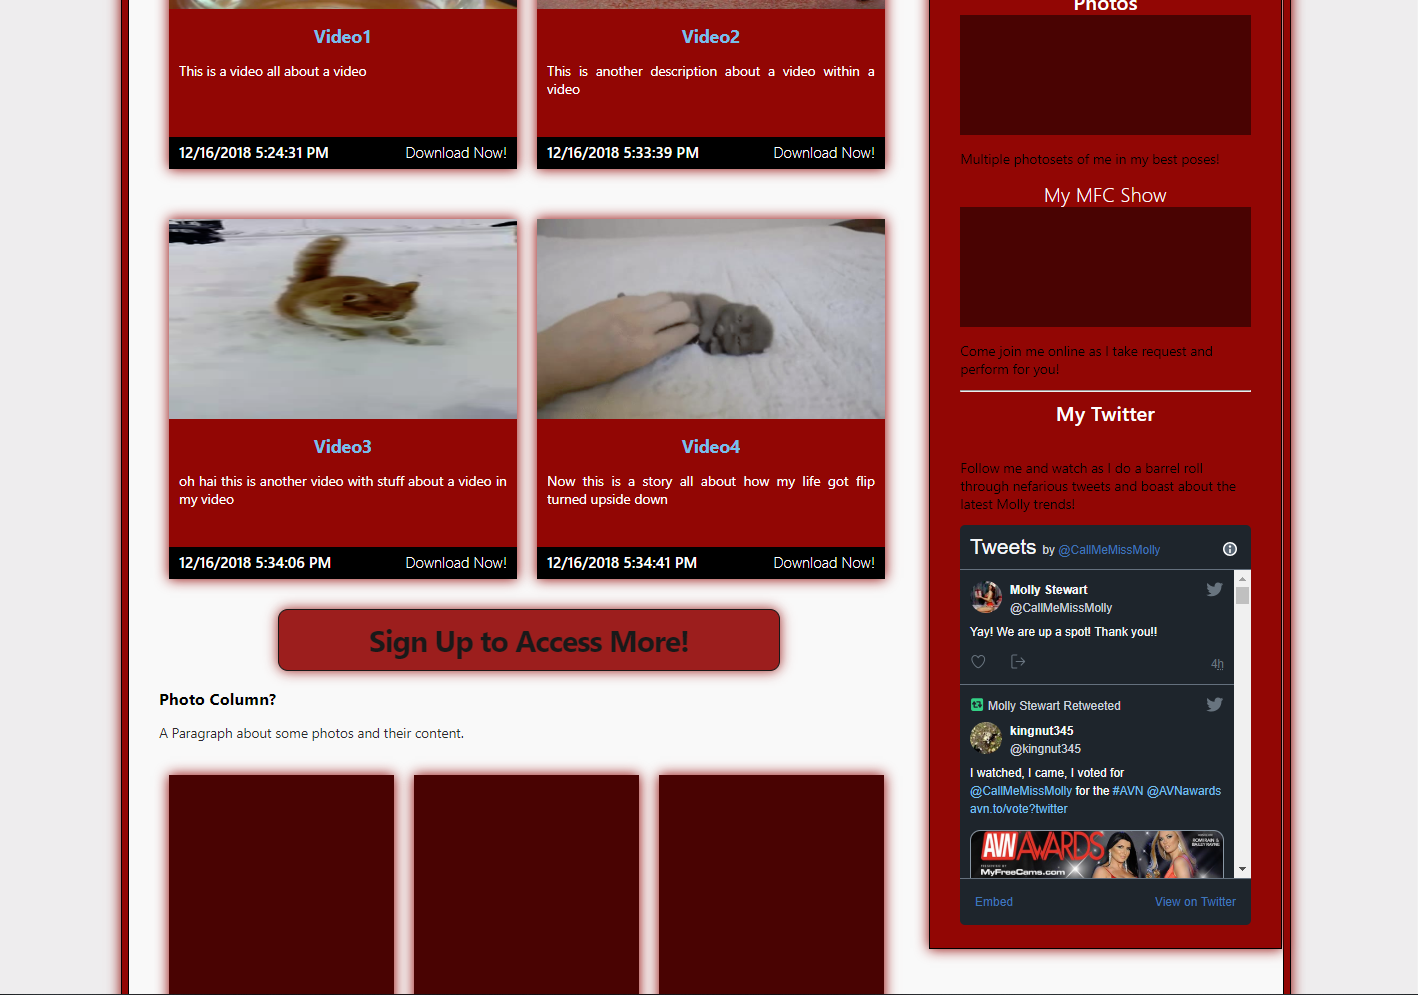 Video1
This is a video all about a video
12/16/2018 5:24:31 PM
Download Now!
Video2
This is another description about a video within a
video
12/16/2018 5:33:39 PM
Download Now!
Video3
oh hai this is another video with stuff about a video in
my video
12/16/2018 5:34:06 PM
Download Now!
Video4
Now this is a story all about how my life got flip
turned upside down
12/16/2018 5:34:41 PM
Download Now!
Sign Up to Access More!
Photo Column?
A Paragraph about some photos and their content.
Photos
Multiple photosets of me in my best poses!
My MFC Show
Come join me online as I take request and
perform for you!
My Twitter
Follow me and watch as I do a barrel roll
through nefarious tweets and boast about the
latest Molly trends!
Tweets by @CallMeMissMolly
Molly Stewart
@CallMeMissMolly
Yay! We are up a spot! Thank you!!
4h
Molly Stewart Retweeted
kingnut345
@kingnut345
I watched, I came, I voted for
@CallMeMissMolly for the #AVN @AVNawards
avn.to/vote?twitter
AVN AWARDS
MyFreeCams.com
Embed
View on Twitter